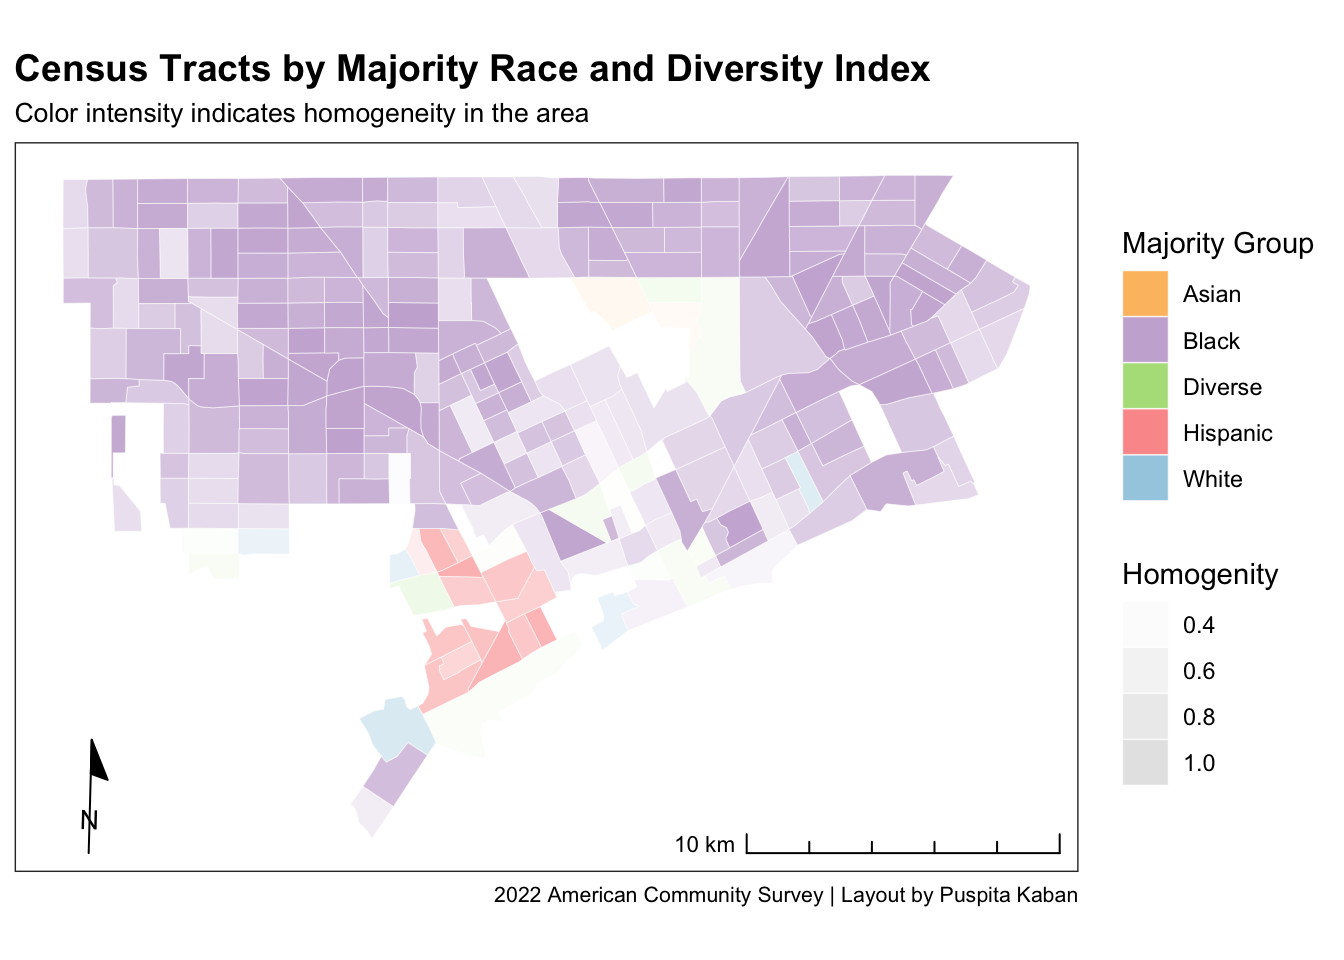 Census Tracts by Majority Race and Diversity Index
Color intensity indicates homogeneity in the area
Majority Group
Asian
Black
Diverse
Hispanic
White
Homogenity
0.4
0.6
0.8
1.0
N
10 km
2022 American Community Survey | Layout by Puspita Kaban